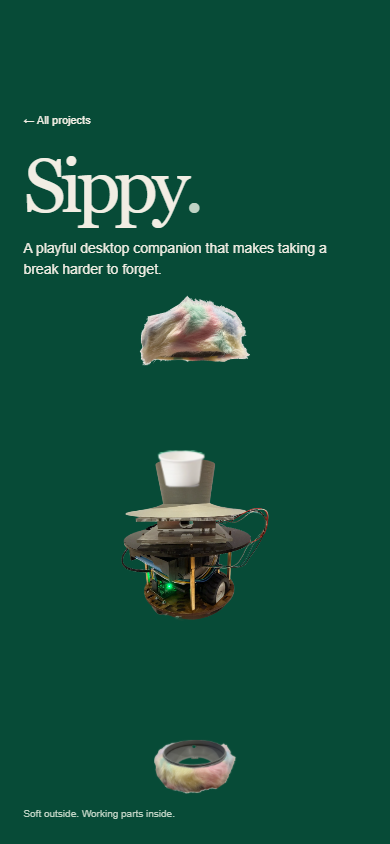 ← All projects
Sippy.
A playful desktop companion that makes taking a
break harder to forget.
Soft outside. Working parts inside.